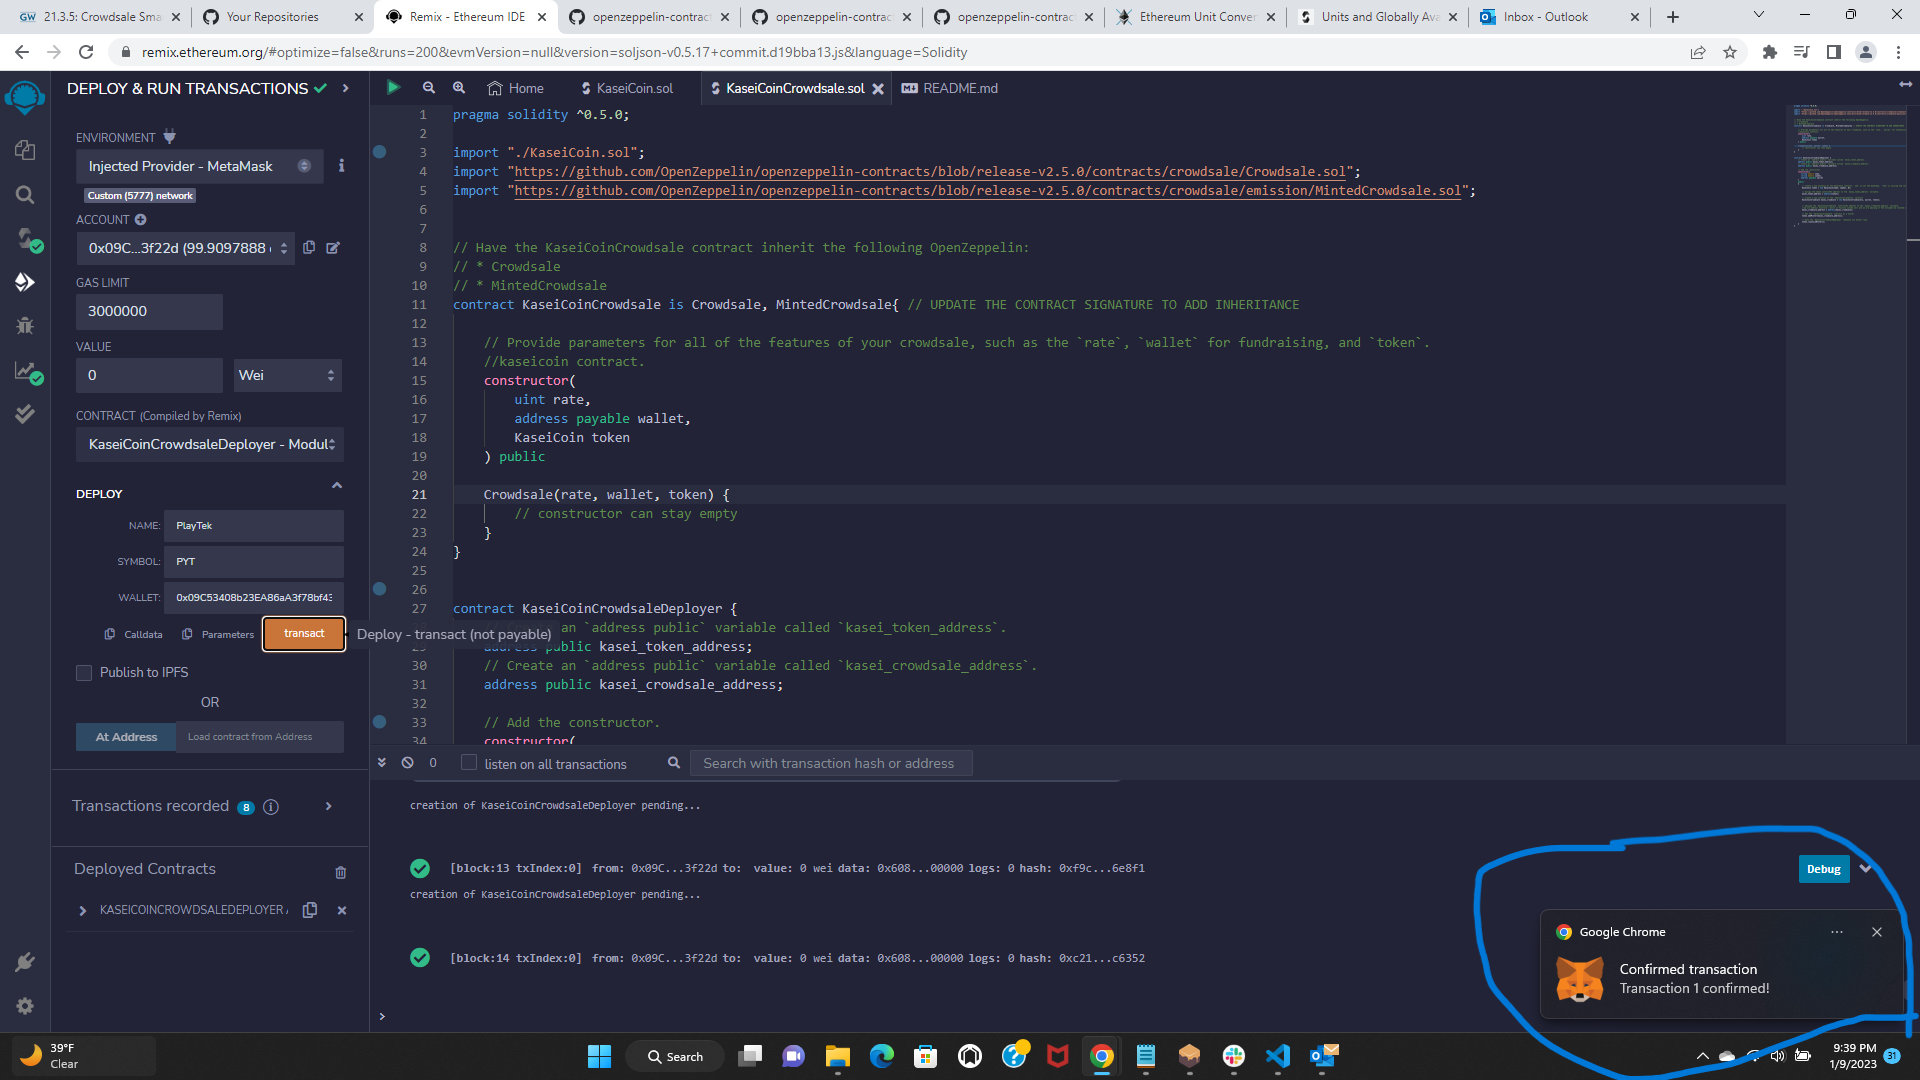 21.3.5: Crowdsale Sma
Your Repositories
Remix - Ethereum IDE
openzeppelin-contrac
openzeppelin-contrac
openzeppelin-contrac
Ethereum Unit Conver
Units and Globally Ava
Inbox - Outlook
remix.ethereum.org/#optimize=false&runs=200&evmVersion=null&version=soljson-v0.5.17+commit.d19bba13.js&language=Solidity
DEPLOY & RUN TRANSACTIONS
Home
KaseiCoin.sol
KaseiCoinCrowdsale.sol
README.md
ENVIRONMENT
Injected Provider - MetaMask
Custom (5777) network
ACCOUNT
0x09C...3f22d (99.9097888
GAS LIMIT
3000000
VALUE
0
Wei
CONTRACT (Compiled by Remix)
KaseiCoinCrowdsaleDeployer - Modul
DEPLOY
NAME: PlayTek
SYMBOL: PYT
WALLET: 0x09C53408b23EA86aA3f78bf43
Calldata
Parameters
transact
Deploy - transact (not payable)
Publish to IPFS
OR
At Address
Load contract from Address
Transactions recorded 8
Deployed Contracts
KASEICOINCROWDSALEDEPLOYER
1 pragma solidity ^0.5.0;
2
3 import "./KaseiCoin.sol";
4 import "https://github.com/OpenZeppelin/openzeppelin-contracts/blob/release-v2.5.0/contracts/crowdsale/Crowdsale.sol";
5 import "https://github.com/OpenZeppelin/openzeppelin-contracts/blob/release-v2.5.0/contracts/crowdsale/emission/MintedCrowdsale.sol";
6
7
8 // Have the KaseiCoinCrowdsale contract inherit the following OpenZeppelin:
9 // * Crowdsale
10 // * MintedCrowdsale
11 contract KaseiCoinCrowdsale is Crowdsale, MintedCrowdsale{ // UPDATE THE CONTRACT SIGNATURE TO ADD INHERITANCE
12
13 // Provide parameters for all of the features of your crowdsale, such as the `rate`, `wallet` for fundraising, and `token`.
14 //kaseicoin contract.
15 constructor(
16 uint rate,
17 address payable wallet,
18 KaseiCoin token
19 ) public
20
21 Crowdsale(rate, wallet, token) {
22 // constructor can stay empty
23 }
24 }
25
26
27 contract KaseiCoinCrowdsaleDeployer {
an `address public` variable called `kasei_token_address`.
address public kasei_token_address;
30 // Create an `address public` variable called `kasei_crowdsale_address`.
31 address public kasei_crowdsale_address;
32
33 // Add the constructor.
34 constructor(
0
listen on all transactions
Search with transaction hash or address
creation of KaseiCoinCrowdsaleDeployer pending...
[block:13 txIndex:0] from: 0x09C...3f22d to: value: 0 wei data: 0x608...00000 logs: 0 hash: 0xf9c...6e8f1
Debug
creation of KaseiCoinCrowdsaleDeployer pending...
[block:14 txIndex:0] from: 0x09C...3f22d to: value: 0 wei data: 0x608...00000 logs: 0 hash: 0xc21...c6352
>
Google Chrome
Confirmed transaction
Transaction 1 confirmed!
39°F
Clear
Search
9:39 PM
1/9/2023
31